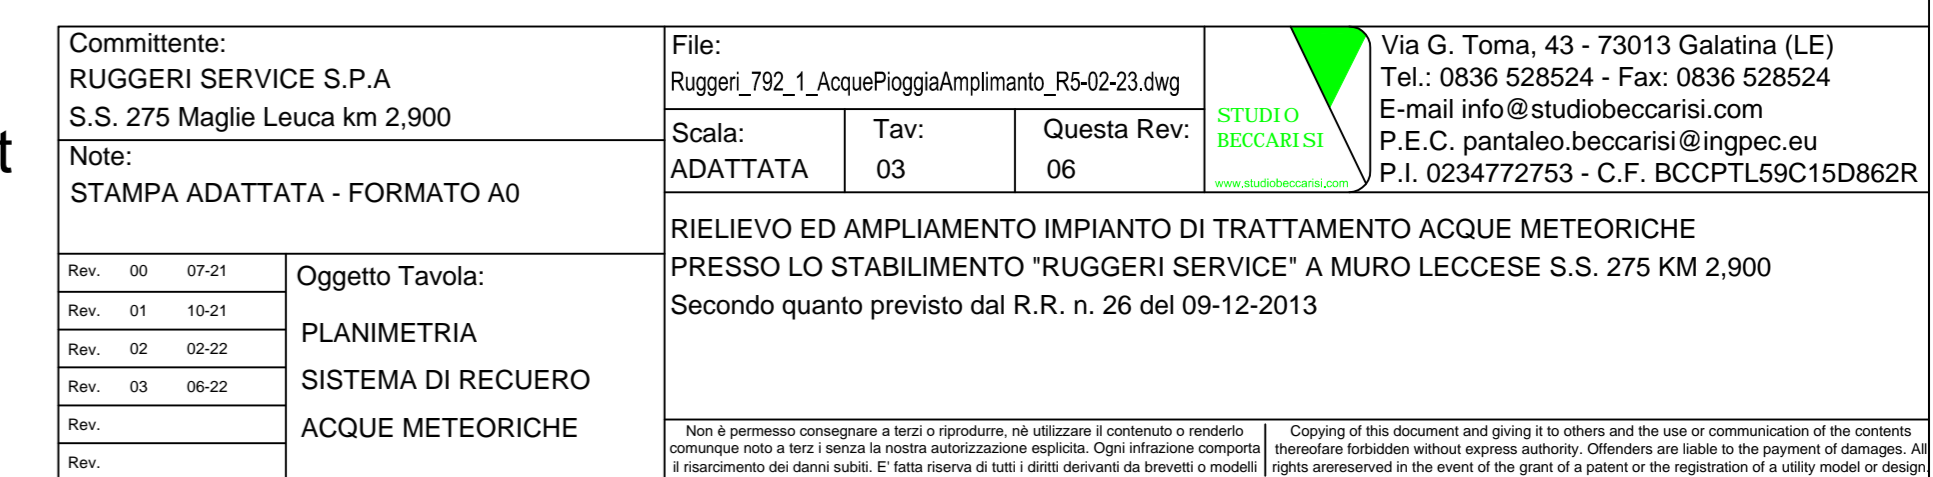 t
Committente:
RUGGERI SERVICE S.P.A
S.S. 275 Maglie Leuca km 2,900
Note:
STAMPA ADATTATA - FORMATO A0
File:
Ruggeri_792_1_AcquePioggiaAmplimanto_R5-02-23.dwg
Scala:
ADATTATA
Tav:
03
Questa Rev:
06
STUDIO
BECCARISI
www.studiobeccarisi.com
Via G. Toma, 43 - 73013 Galatina (LE)
Tel.: 0836 528524 - Fax: 0836 528524
E-mail info@studiobeccarisi.com
P.E.C. pantaleo.beccarisi@ingpec.eu
P.I. 0234772753 - C.F. BCCPTL59C15D862R
RIELIEVO ED AMPLIAMENTO IMPIANTO DI TRATTAMENTO ACQUE METEORICHE
PRESSO LO STABILIMENTO "RUGGERI SERVICE" A MURO LECCESE S.S. 275 KM 2,900
Secondo quanto previsto dal R.R. n. 26 del 09-12-2013
Rev. 00 07-21
Rev. 01 10-21
Rev. 02 02-22
Rev. 03 06-22
Rev.
Rev.
Oggetto Tavola:
PLANIMETRIA
SISTEMA DI RECUERO
ACQUE METEORICHE
Non è permesso consegnare a terzi o riprodurre, nè utilizzare il contenuto o renderlo
comunque noto a terz i senza la nostra autorizzazione esplicita. Ogni infrazione comporta
il risarcimento dei danni subiti. E' fatta riserva di tutti i diritti derivanti da brevetti o modelli
Copying of this document and giving it to others and the use or communication of the contents
thereofare forbidden without express authority. Offenders are liable to the payment of damages. All
rights arereserved in the event of the grant of a patent or the registration of a utility model or design.